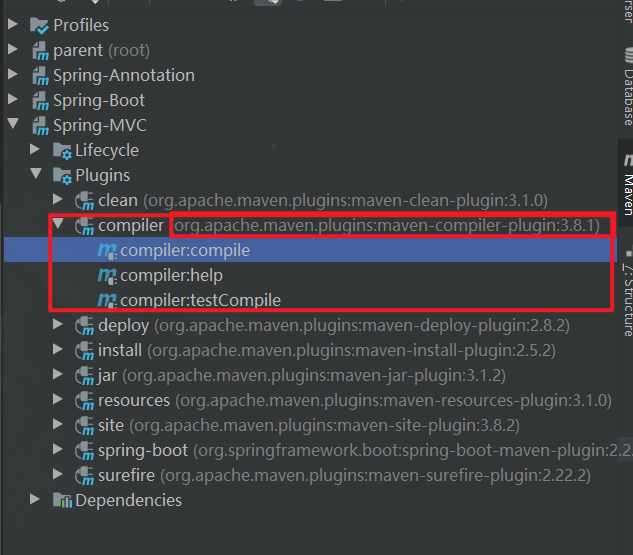 Profiles
parent (root)
Spring-Annotation
Spring-Boot
Spring-MVC
Lifecycle
Plugins
clean (org.apache.maven.plugins:maven-clean-plugin:3.1.0)
compiler (org.apache.maven.plugins:maven-compiler-plugin:3.8.1)
compiler:compile
compiler:help
compiler:testCompile
deploy (org.apache.maven.plugins:maven-deploy-plugin:2.8.2)
install (org.apache.maven.plugins:maven-install-plugin:2.5.2)
jar (org.apache.maven.plugins:maven-jar-plugin:3.1.2)
resources (org.apache.maven.plugins:maven-resources-plugin:3.1.0)
site (org.apache.maven.plugins:maven-site-plugin:3.8.2)
spring-boot (org.springframework.boot:spring-boot-maven-plugin:2.2.
surefire (org.apache.maven.plugins:maven-surefire-plugin:2.22.2)
Dependencies
Database
Maven
7: Structure